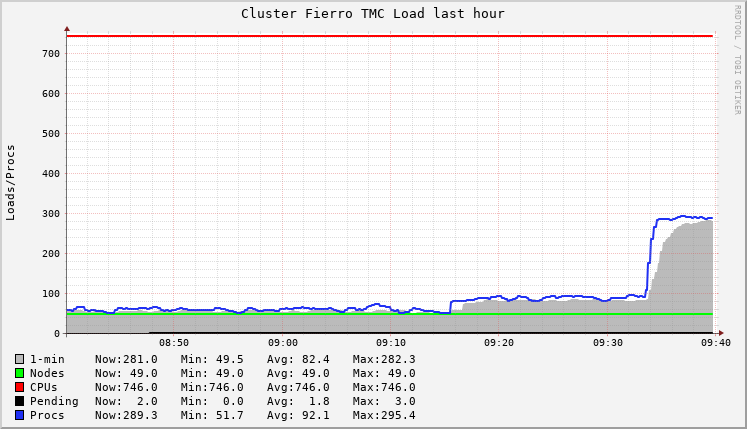 Cluster Fierro TMC Load last hour
RRDTOOL / TOBI OETIKER
Loads/Procs
700
600
500
400
300
200
100
0
08:50 09:00 09:10 09:20 09:30 09:40
1-min Now:281.0 Min: 49.5 Avg: 82.4 Max:282.3
Nodes Now: 49.0 Min: 49.0 Avg: 49.0 Max: 49.0
CPUs Now:746.0 Min:746.0 Avg:746.0 Max:746.0
Pending Now: 2.0 Min: 0.0 Avg: 1.8 Max: 3.0
Procs Now:289.3 Min: 51.7 Avg: 92.1 Max:295.4